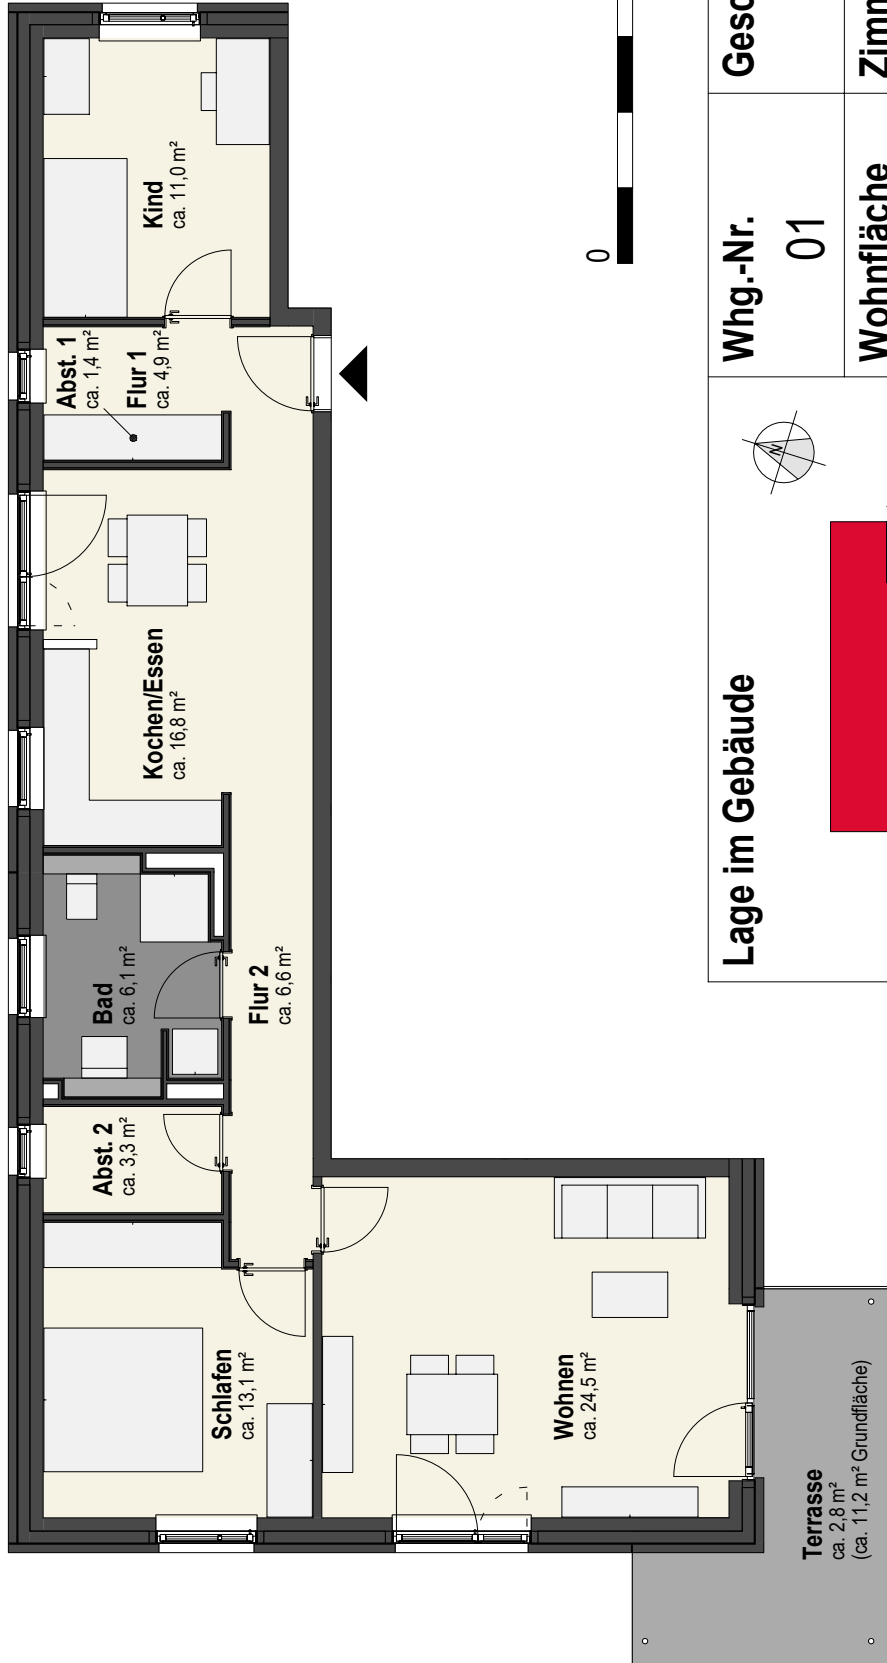 Kind
ca. 11,0 m²
Abst. 1
ca. 1,4 m²
Flur 1
ca. 4,9 m²
Kochen/Essen
ca. 16,8 m²
Bad
ca. 6,1 m²
Flur 2
ca. 6,6 m²
Abst. 2
ca. 3,3 m²
Schlafen
ca. 13,1 m²
Wohnen
ca. 24,5 m²
Terrasse
ca. 2,8 m²
(ca. 11,2 m² Grundfläche)
0
N
Lage im Gebäude
Whg.-Nr.
01
Wohnfläche
Gesc
Zimm